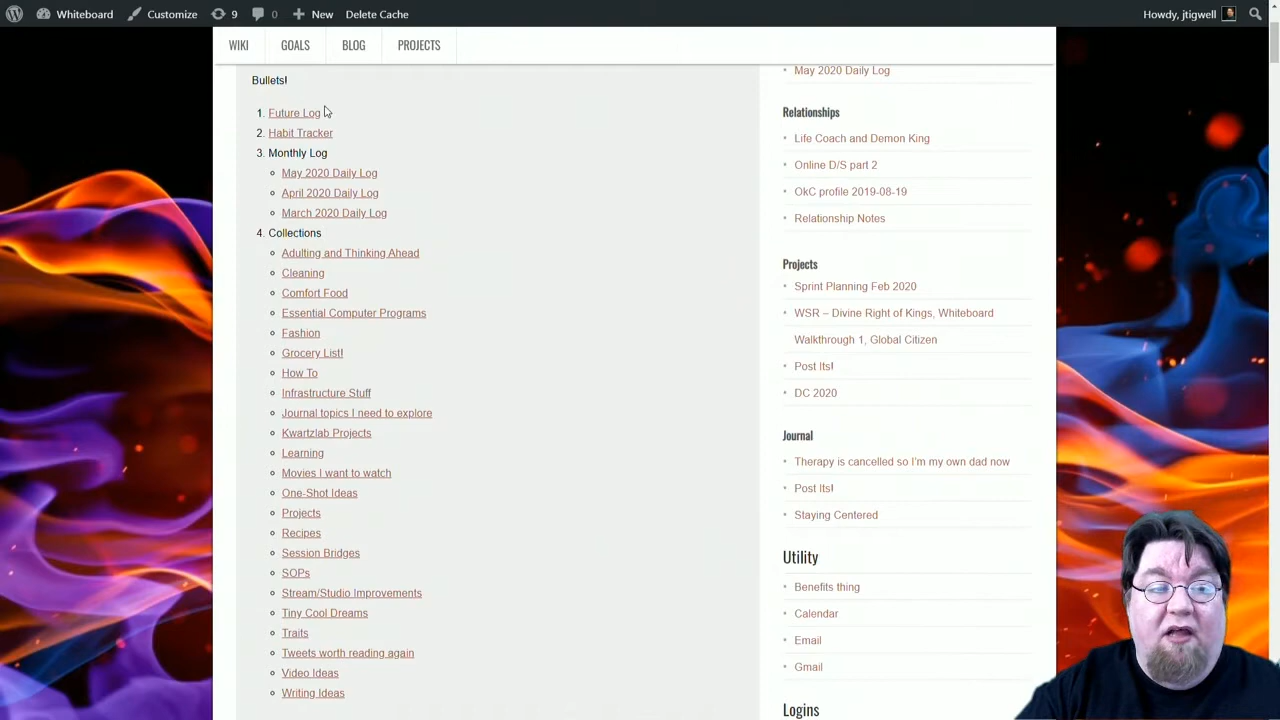 Whiteboard
Customize
9
0
New
Delete Cache
Howdy, jtigwell
WIKI
GOALS
BLOG
PROJECTS
Bullets!
1. Future Log
2. Habit Tracker
3. Monthly Log
May 2020 Daily Log
April 2020 Daily Log
March 2020 Daily Log
4. Collections
Adulting and Thinking Ahead
Cleaning
Comfort Food
Essential Computer Programs
Fashion
Grocery List!
How To
Infrastructure Stuff
Journal topics I need to explore
Kwartzlab Projects
Learning
Movies I want to watch
One-Shot Ideas
Projects
Recipes
Session Bridges
SOPs
Stream/Studio Improvements
Tiny Cool Dreams
Traits
Tweets worth reading again
Video Ideas
Writing Ideas
May 2020 Daily Log
Relationships
Life Coach and Demon King
Online D/S part 2
OkC profile 2019-08-19
Relationship Notes
Projects
Sprint Planning Feb 2020
WSR – Divine Right of Kings, Whiteboard
Walkthrough 1, Global Citizen
Post Its!
DC 2020
Journal
Therapy is cancelled so I'm my own dad now
Post Its!
Staying Centered
Utility
Benefits thing
Calendar
Email
Gmail
Logins